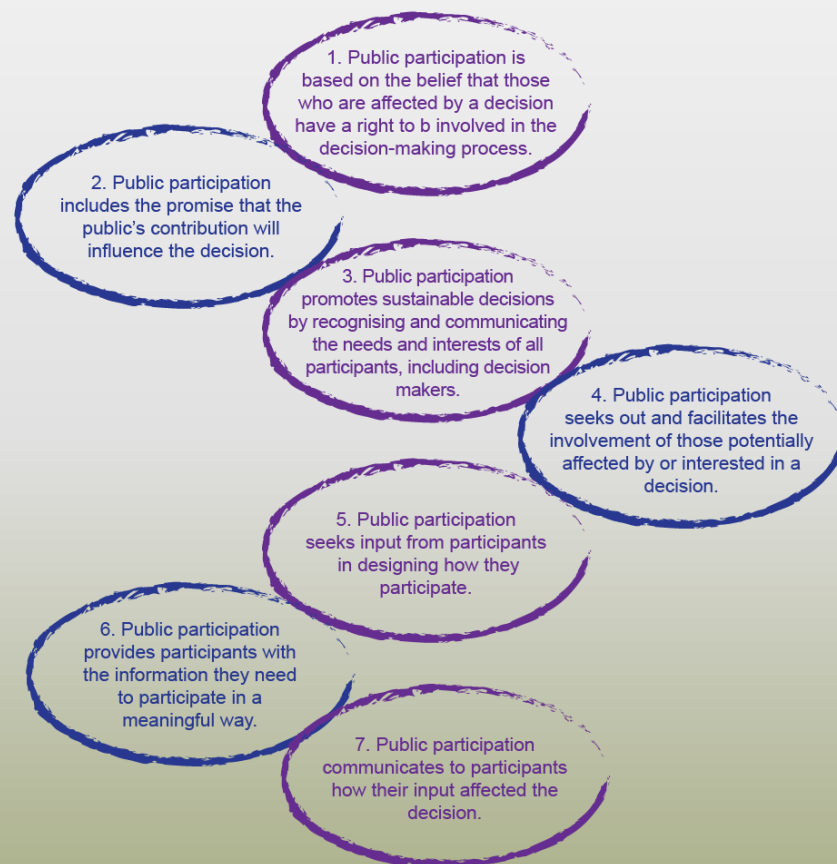 1. Public participation is
based on the belief that those
who are affected by a decision
have a right to b involved in the
decision-making process.
2. Public participation
includes the promise that the
public's contribution will
influence the decision.
3. Public participation
promotes sustainable decisions
by recognising and communicating
the needs and interests of all
participants, including decision
makers.
4. Public participation
seeks out and facilitates the
involvement of those potentially
affected by or interested in a
decision.
5. Public participation
seeks input from participants
in designing how they
participate.
6. Public participation
provides participants with
the information they need
to participate in a
meaningful way.
7. Public participation
communicates to participants
how their input affected the
decision.